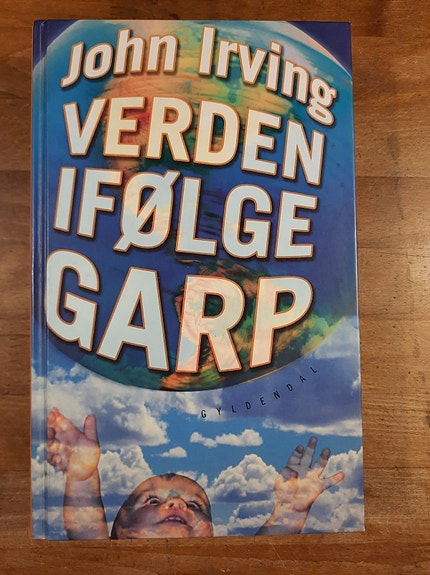 John Irving
VERDEN
IFØLGE
GARP
GYLDENDAL